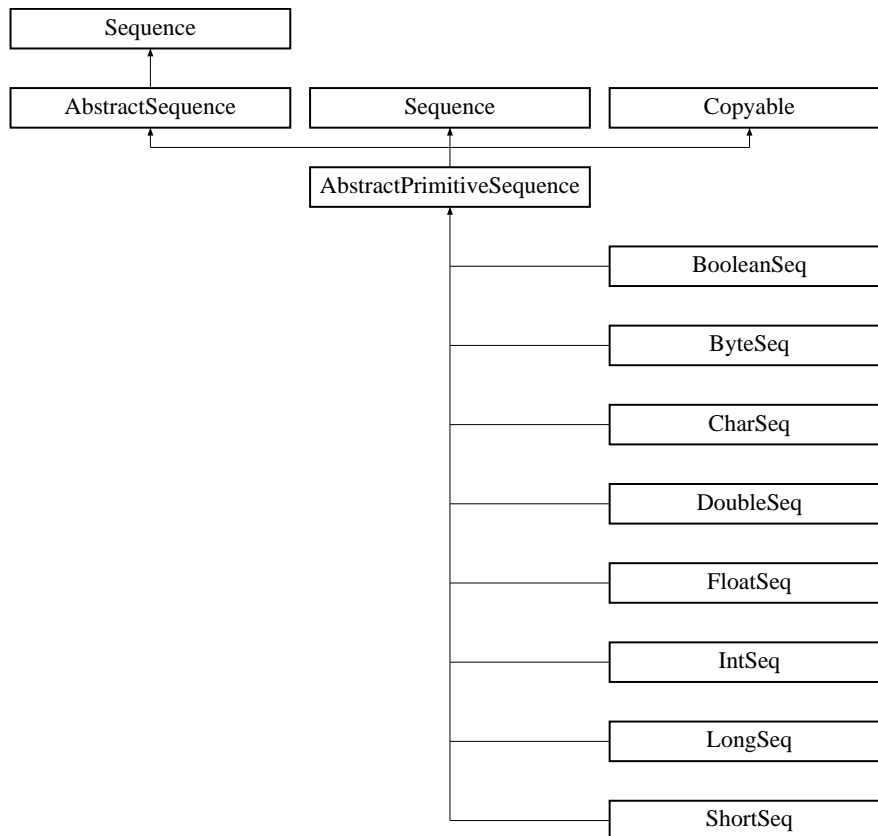 Sequence
AbstractSequence
Sequence
Copyable
AbstractPrimitiveSequence
BooleanSeq
ByteSeq
CharSeq
DoubleSeq
FloatSeq
IntSeq
LongSeq
ShortSeq